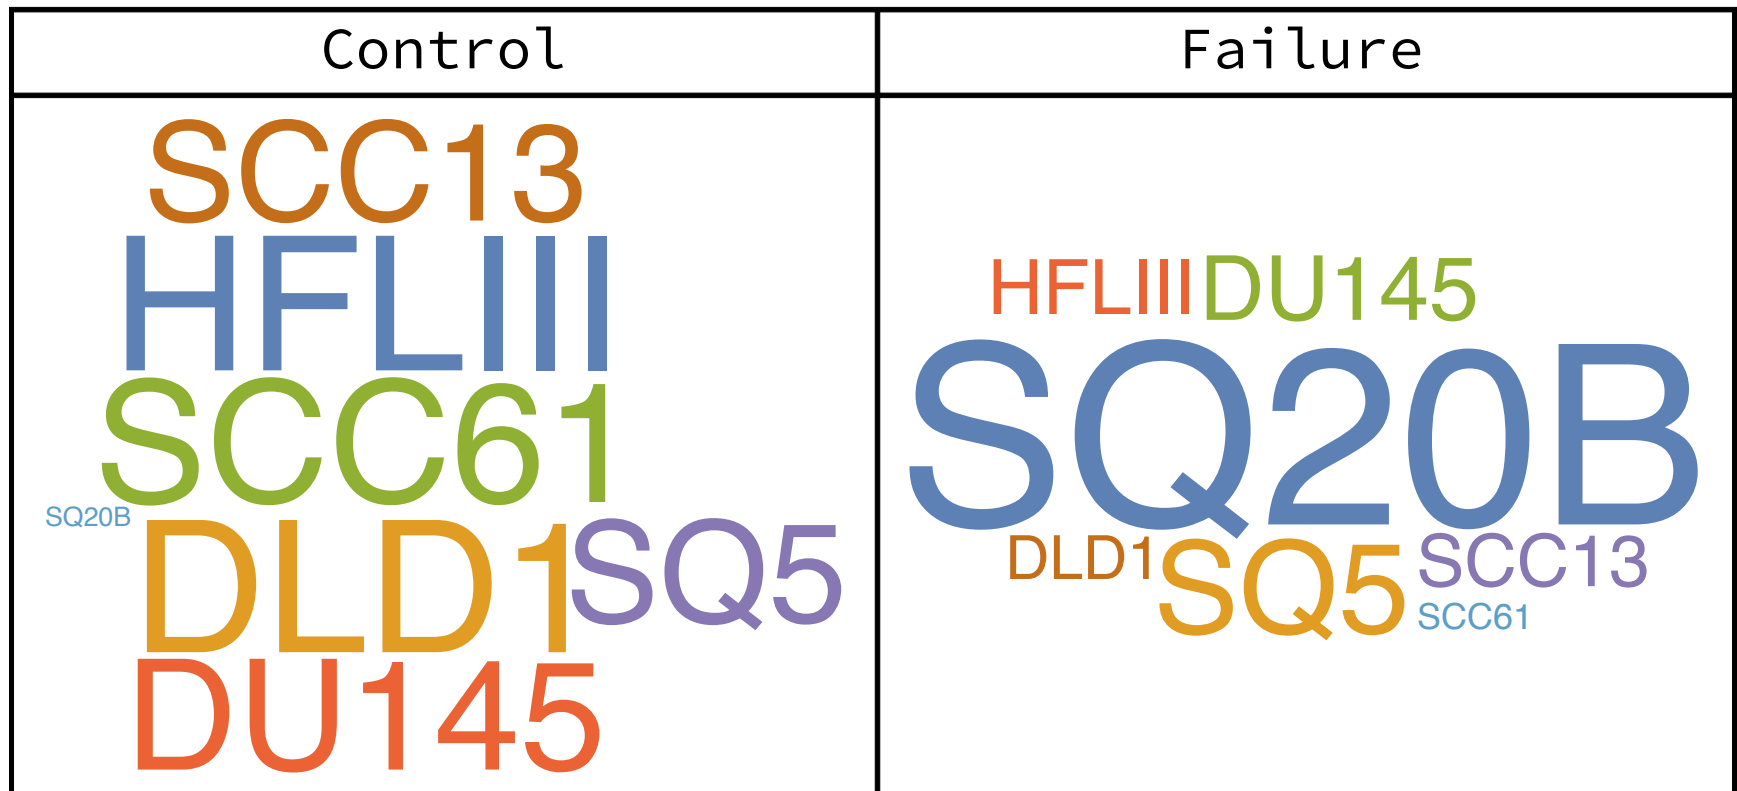 Control
Failure
SCC13
HFLIII
SCC61
SQ20B
DLD1 SQ5
DU145
HFLIII DU145
SQ20B
DLD1 SQ5 SCC13
SCC61